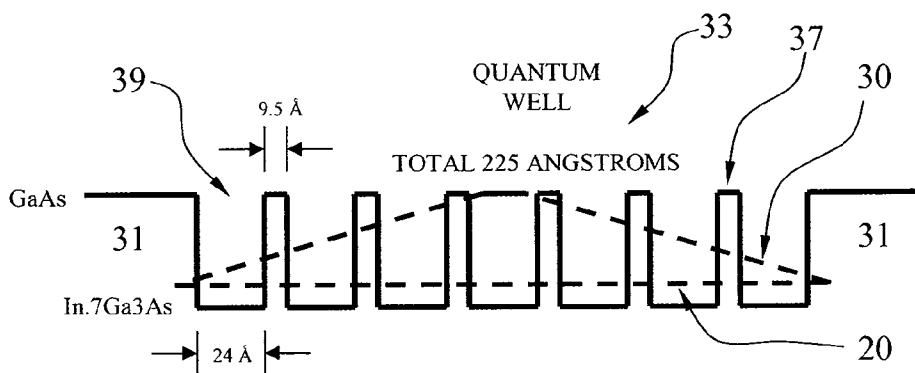 33
37
39
QUANTUM
WELL
30
9.5 Å
TOTAL 225 ANGSTROMS
GaAs
31
31
In.7Ga3As
24 Å
20